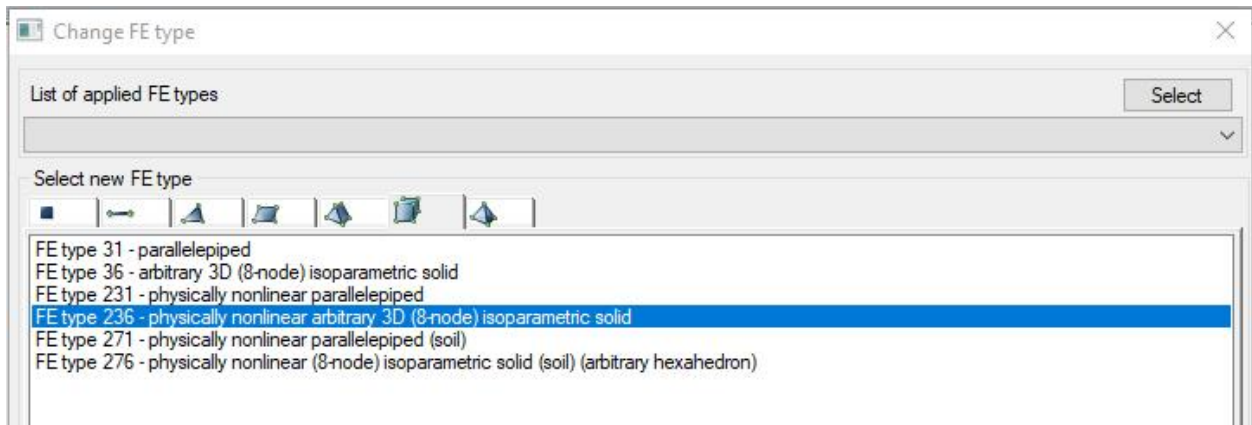 Change FE type
List of applied FE types
Select
Select new FE type
FE type 31 - parallelepiped
FE type 36 - arbitrary 3D (8-node) isoparametric solid
FE type 231 - physically nonlinear parallelepiped
FE type 236 - physically nonlinear arbitrary 3D (8-node) isoparametric solid
FE type 271 - physically nonlinear parallelepiped (soil)
FE type 276 - physically nonlinear (8-node) isoparametric solid (soil) (arbitrary hexahedron)